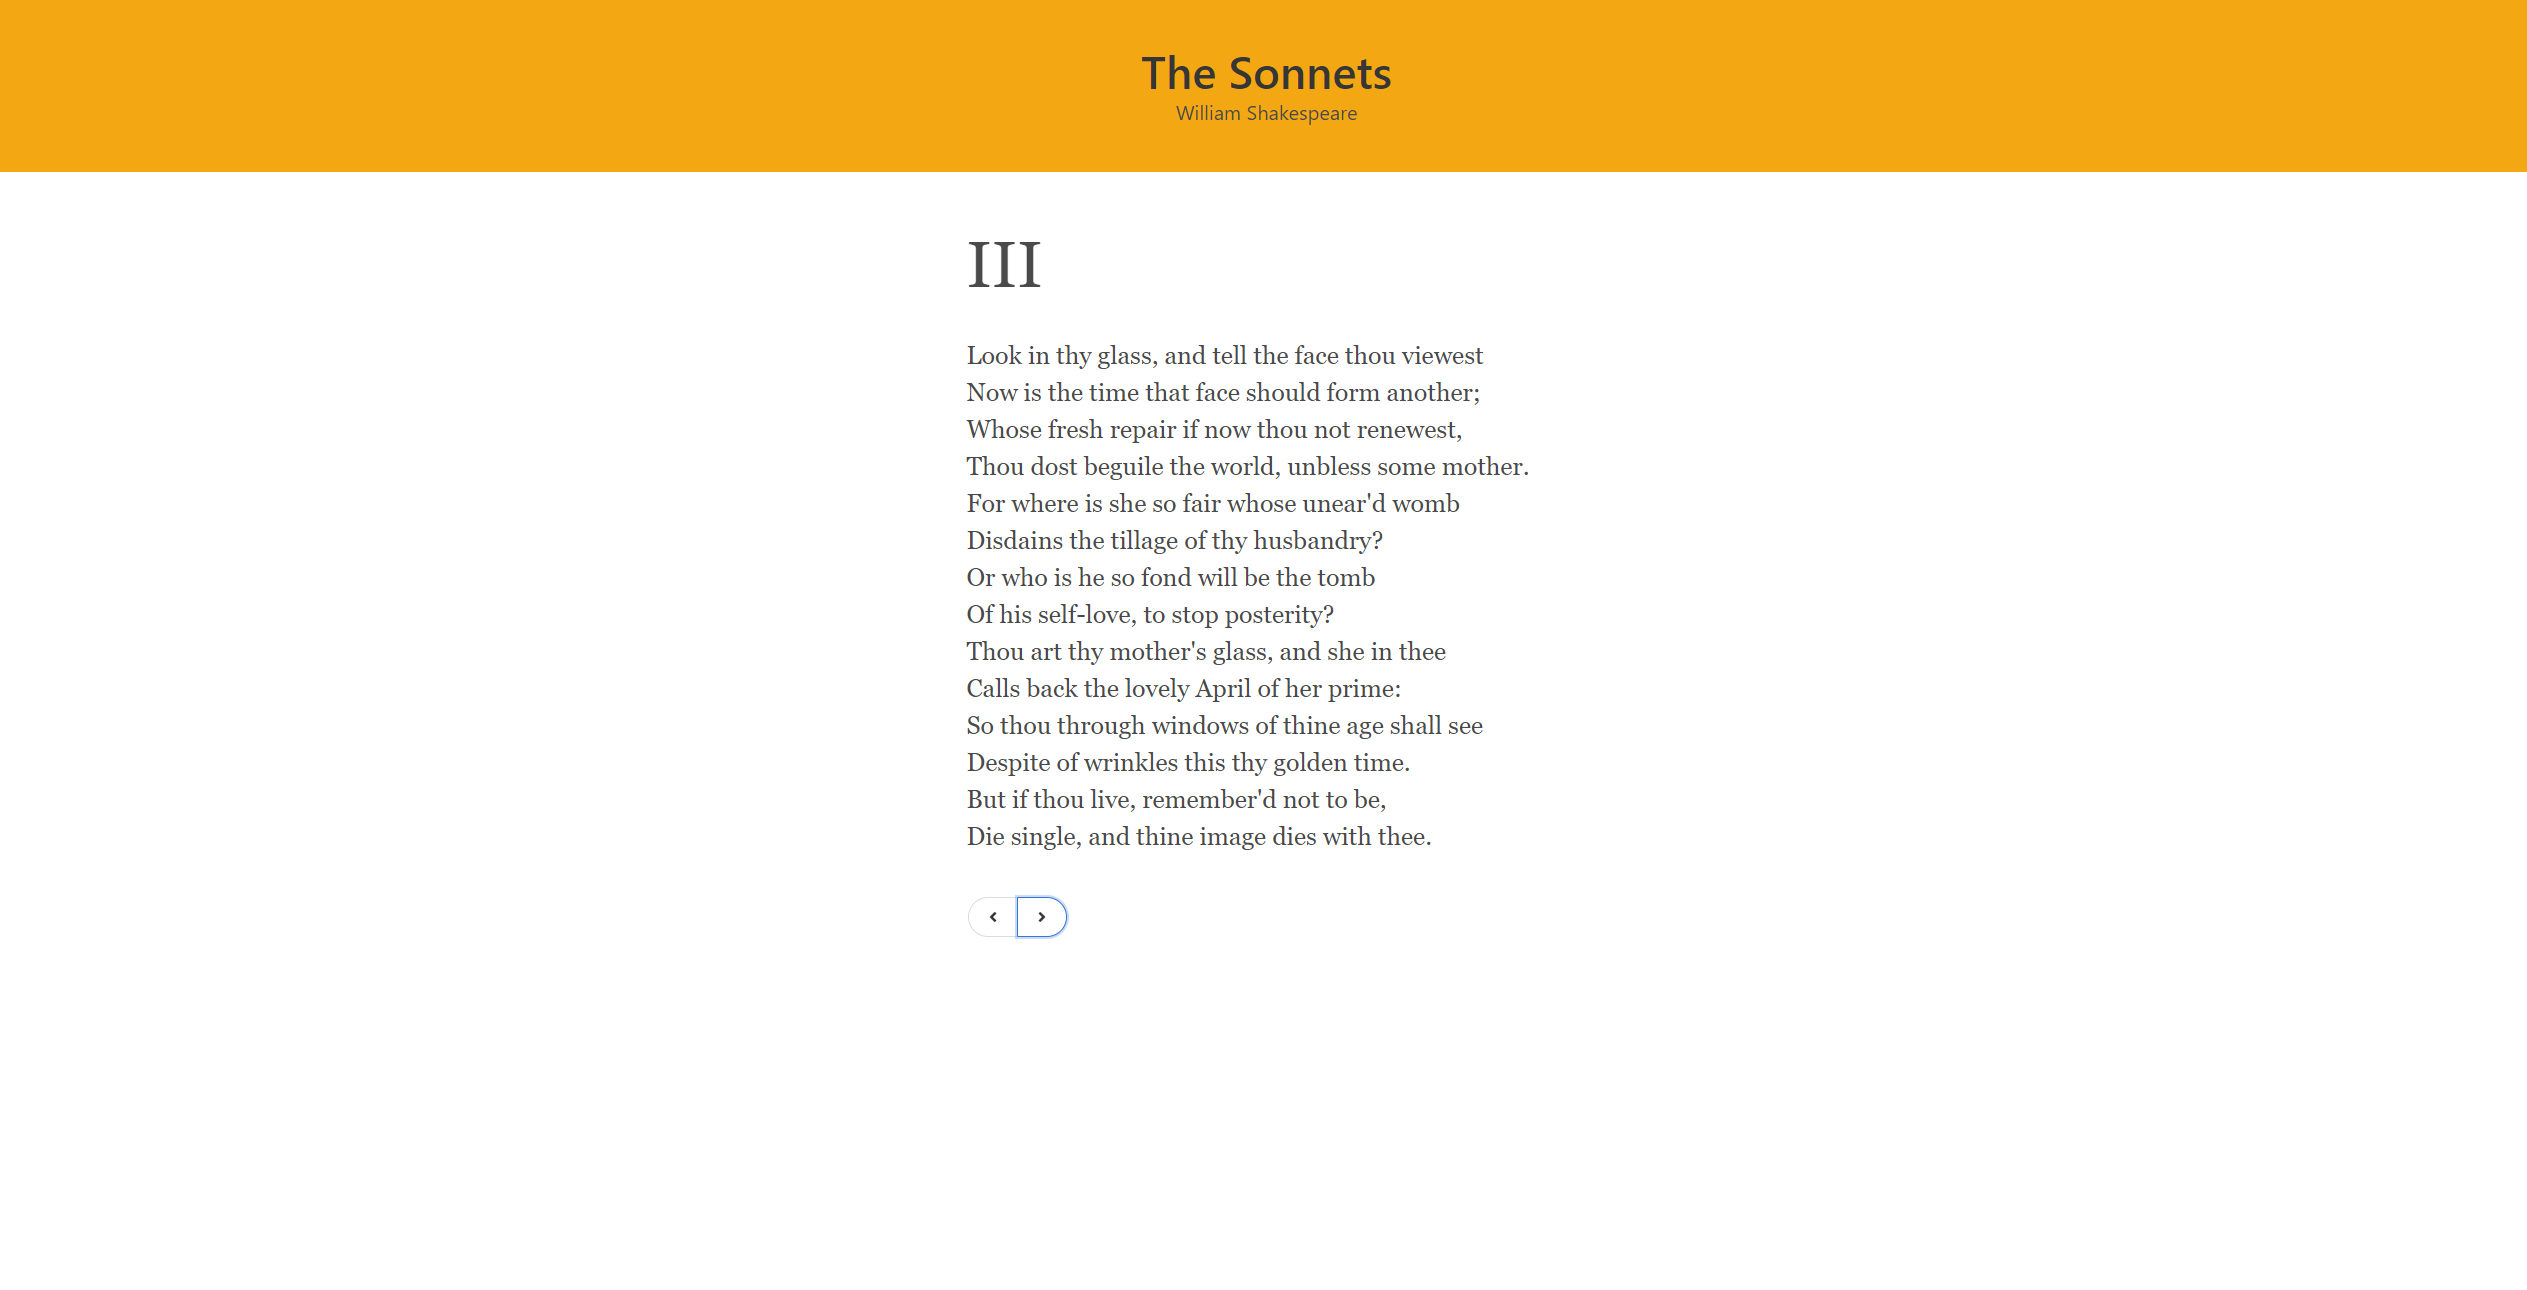 The Sonnets
William Shakespeare
III
Look in thy glass, and tell the face thou viewest
Now is the time that face should form another;
Whose fresh repair if now thou not renewest,
Thou dost beguile the world, unbless some mother.
For where is she so fair whose unear'd womb
Disdains the tillage of thy husbandry?
Or who is he so fond will be the tomb
Of his self-love, to stop posterity?
Thou art thy mother's glass, and she in thee
Calls back the lovely April of her prime:
So thou through windows of thine age shall see
Despite of wrinkles this thy golden time.
But if thou live, remember'd not to be,
Die single, and thine image dies with thee.